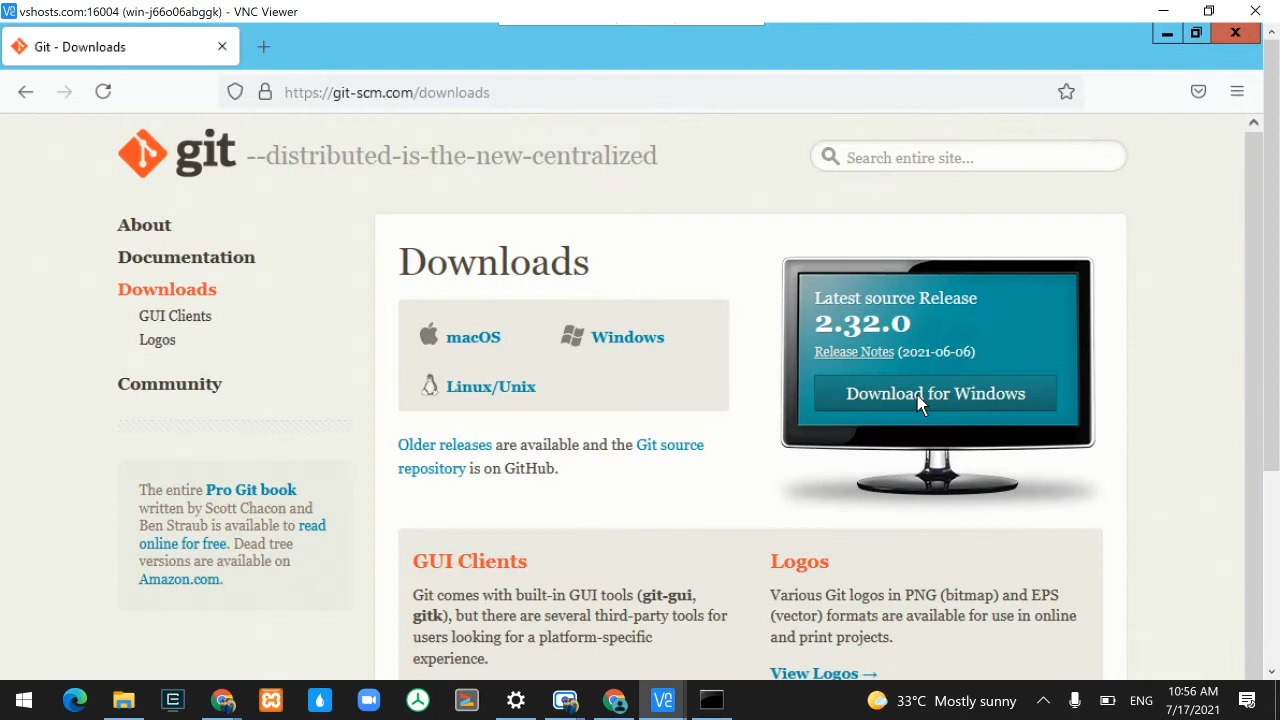 vshosts.com:16004 (win-j66o06abggk) - VNC Viewer
Git - Downloads
https://git-scm.com/downloads
git --distributed-is-the-new-centralized
Search entire site...
About
Documentation
Downloads
GUI Clients
Logos
Community
The entire Pro Git book
written by Scott Chacon and
Ben Straub is available to read
online for free. Dead tree
versions are available on
Amazon.com.
Downloads
macOS
Windows
Linux/Unix
Older releases are available and the Git source
repository is on GitHub.
Latest source Release
2.32.0
Release Notes (2021-06-06)
Download for Windows
GUI Clients
Git comes with built-in GUI tools (git-gui,
gitk), but there are several third-party tools for
users looking for a platform-specific
experience.
Logos
Various Git logos in PNG (bitmap) and EPS
(vector) formats are available for use in online
and print projects.
View Logos →
33°C Mostly sunny
ENG
10:56 AM
7/17/2021